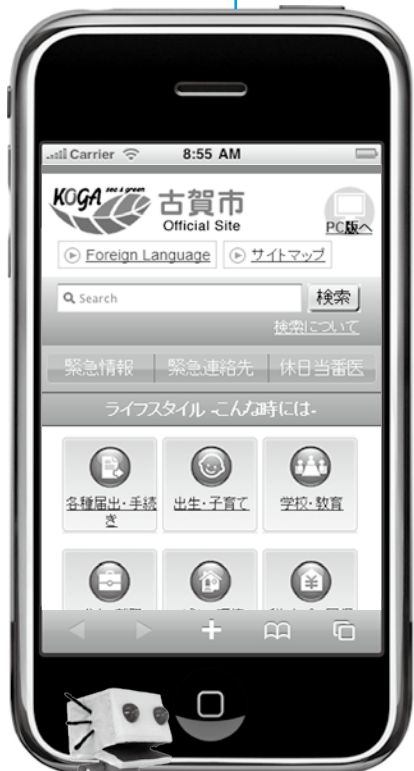 Carrier 8:55 AM
KOGA sea & green
古賀市
Official Site
PC版へ
Foreign Language サイトマップ
Search 検索
検索について
緊急情報 緊急連絡先 休日当番医
ライフスタイル -こんな時には-
各種届出・手続き 出生・子育て 学校・教育